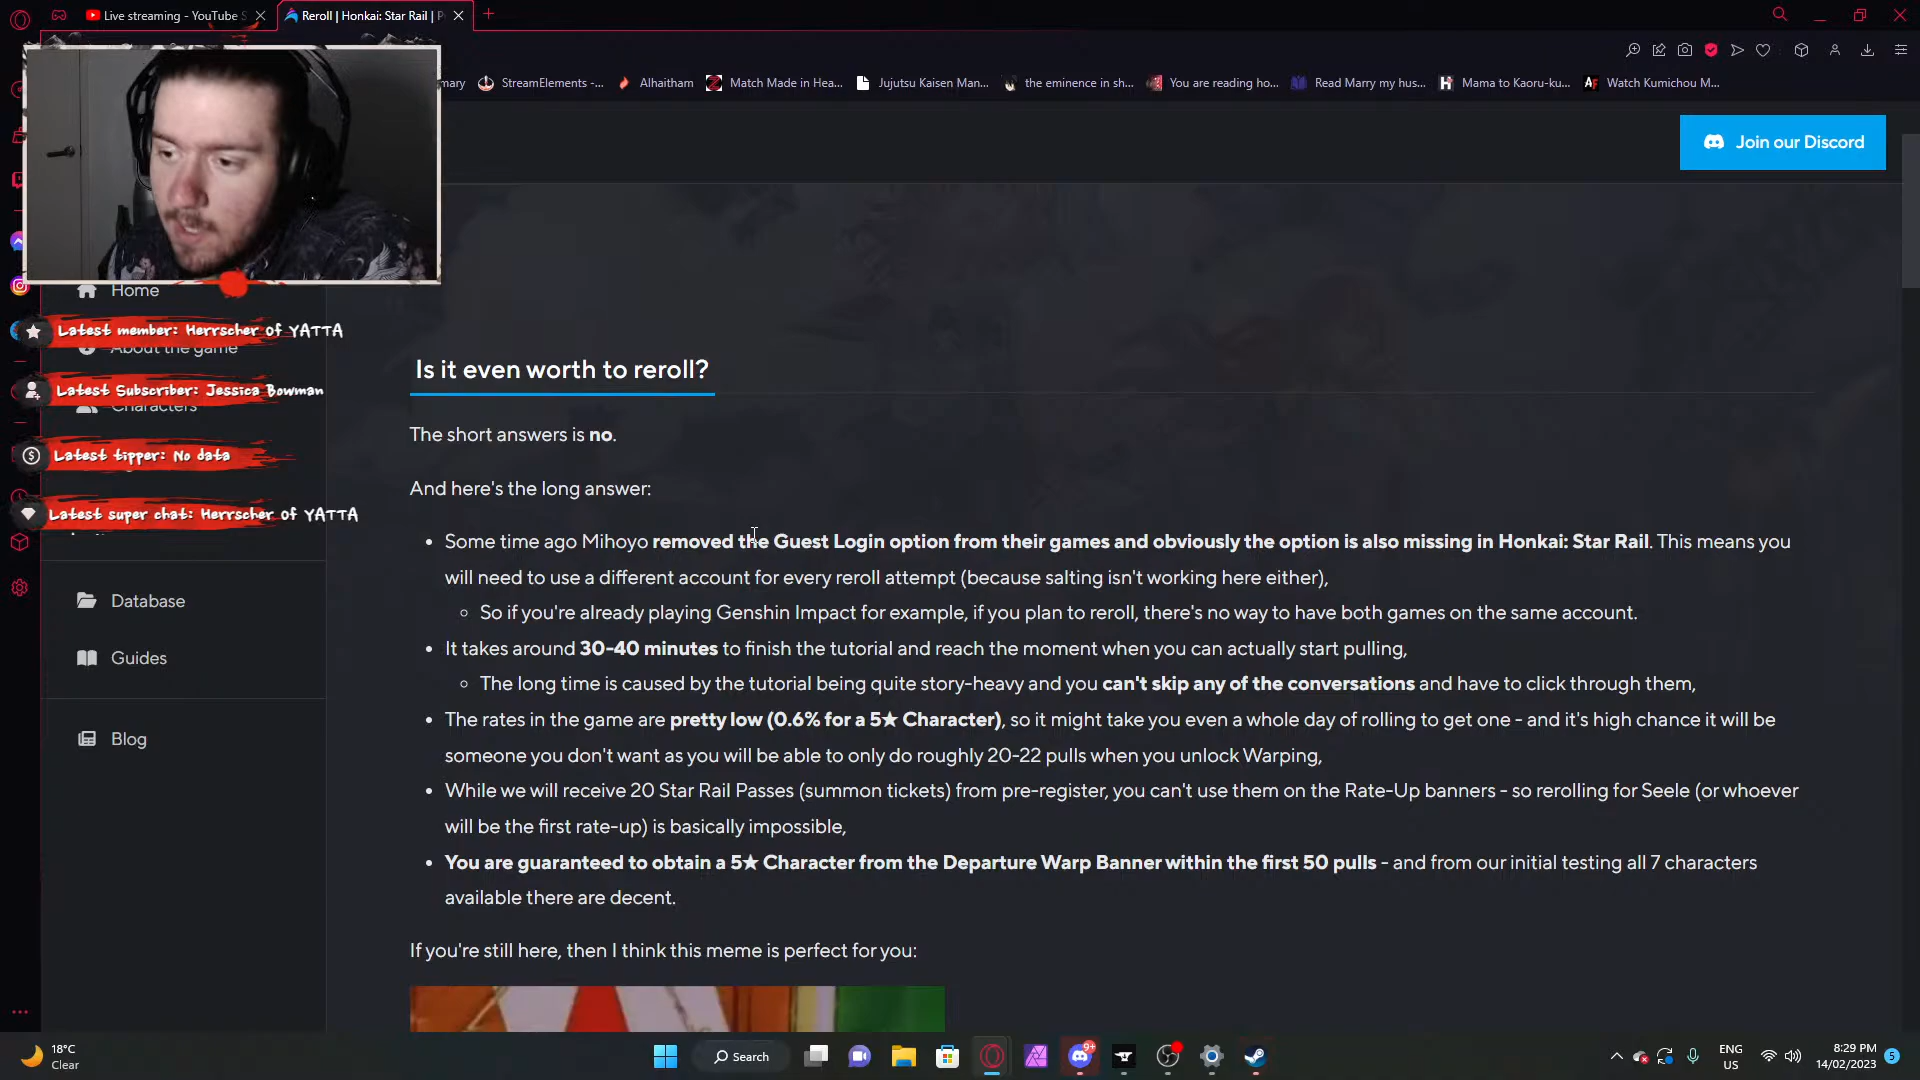 Live streaming - YouTube S
Reroll | Honkai: Star Rail | P
mary
StreamElements -...
Alhaitham
Match Made in Hea...
Jujutsu Kaisen Man...
the eminence in sh...
You are reading ho...
Read Marry my hus...
Mama to Kaoru-ku...
Watch Kumichou M...
Join our Discord
Home
Latest member: Herrscher of YATTA
About the game
Latest Subscriber: Jessica Bowman
Characters
Latest tipper: No data
Latest super chat: Herrscher of YATTA
Database
Guides
Blog
Is it even worth to reroll?
The short answers is no.
And here's the long answer:
Some time ago Mihoyo removed the Guest Login option from their games and obviously the option is also missing in Honkai: Star Rail. This means you
will need to use a different account for every reroll attempt (because salting isn't working here either),
So if you're already playing Genshin Impact for example, if you plan to reroll, there's no way to have both games on the same account.
It takes around 30-40 minutes to finish the tutorial and reach the moment when you can actually start pulling,
The long time is caused by the tutorial being quite story-heavy and you can't skip any of the conversations and have to click through them,
The rates in the game are pretty low (0.6% for a 5★ Character), so it might take you even a whole day of rolling to get one - and it's high chance it will be
someone you don't want as you will be able to only do roughly 20-22 pulls when you unlock Warping,
While we will receive 20 Star Rail Passes (summon tickets) from pre-register, you can't use them on the Rate-Up banners - so rerolling for Seele (or whoever
will be the first rate-up) is basically impossible,
You are guaranteed to obtain a 5★ Character from the Departure Warp Banner within the first 50 pulls - and from our initial testing all 7 characters
available there are decent.
If you're still here, then I think this meme is perfect for you:
18°C
Clear
Search
9+
ENG
US
8:29 PM
14/02/2023
5